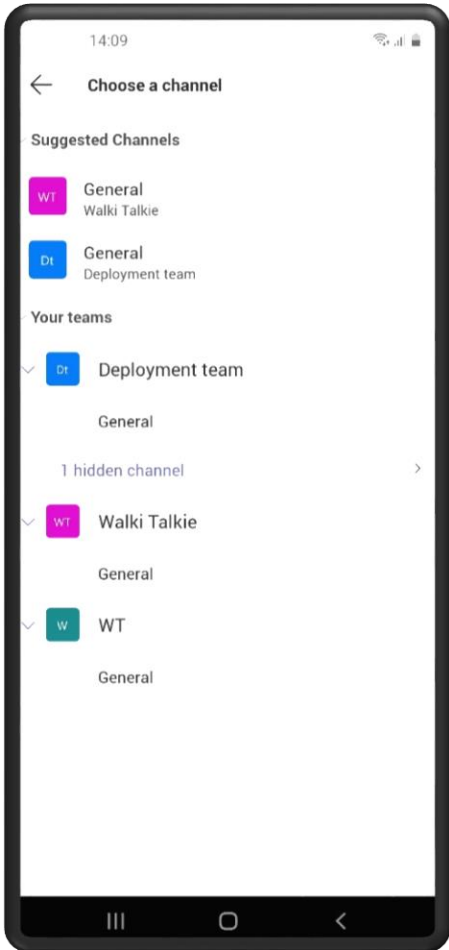 14:09
Choose a channel
Suggested Channels
WT
General
Walki Talkie
Dt
General
Deployment team
Your teams
Dt
Deployment team
General
1 hidden channel
WT
Walki Talkie
General
W
WT
General